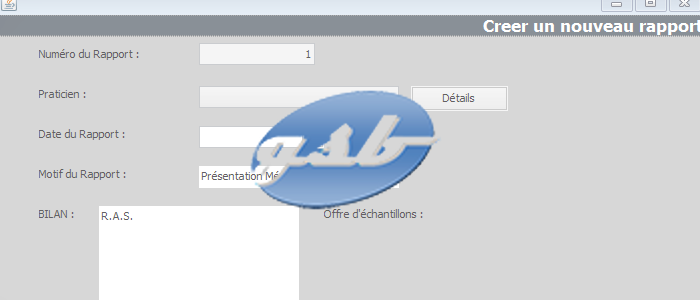 Creer un nouveau rapport
Numéro du Rapport : 1
Praticien : Détails
Date du Rapport :
gsb
Motif du Rapport : Présentation Mé
BILAN : R.A.S. Offre d'échantillons :